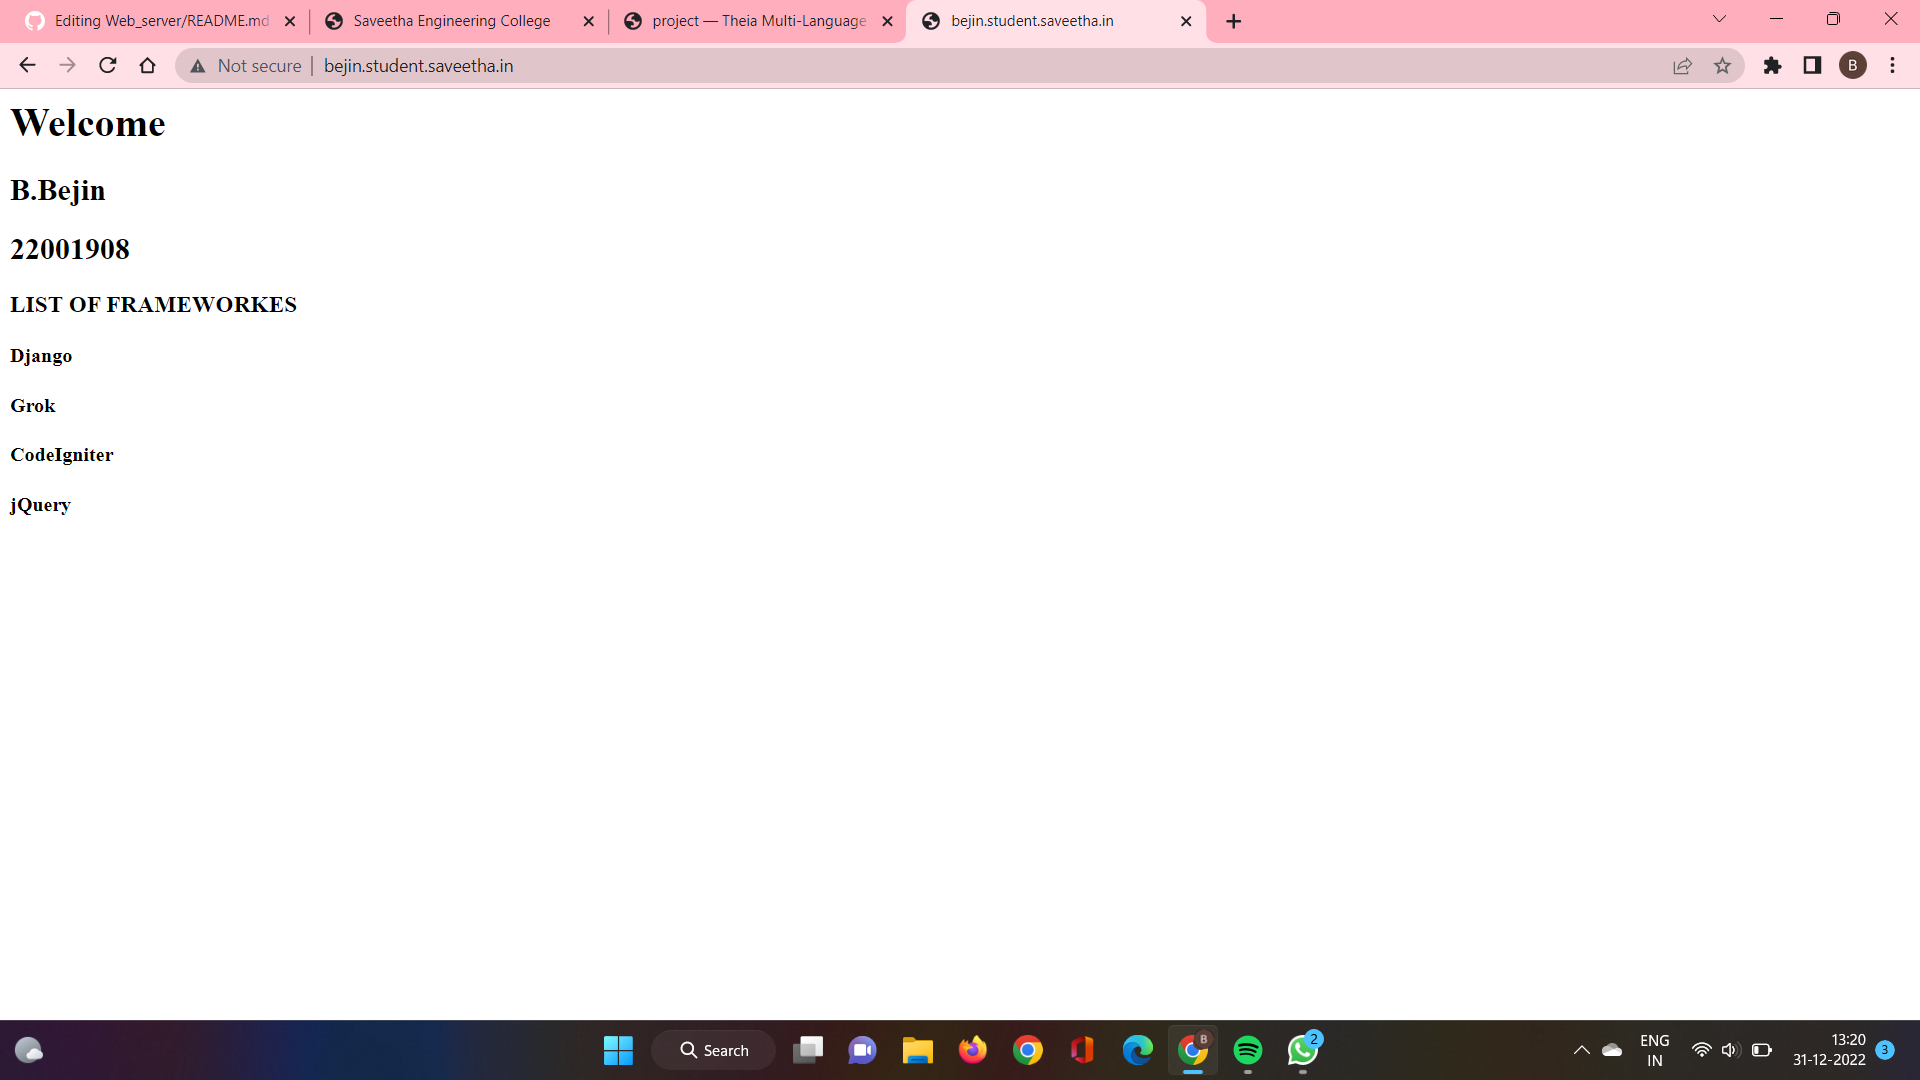 Editing Web_server/README.md
Saveetha Engineering College
project — Theia Multi-Language
bejin.student.saveetha.in
Not secure
bejin.student.saveetha.in
B
Welcome
B.Bejin
22001908
LIST OF FRAMEWORKES
Django
Grok
CodeIgniter
jQuery
Search
B
2
ENG
IN
13:20
31-12-2022
3